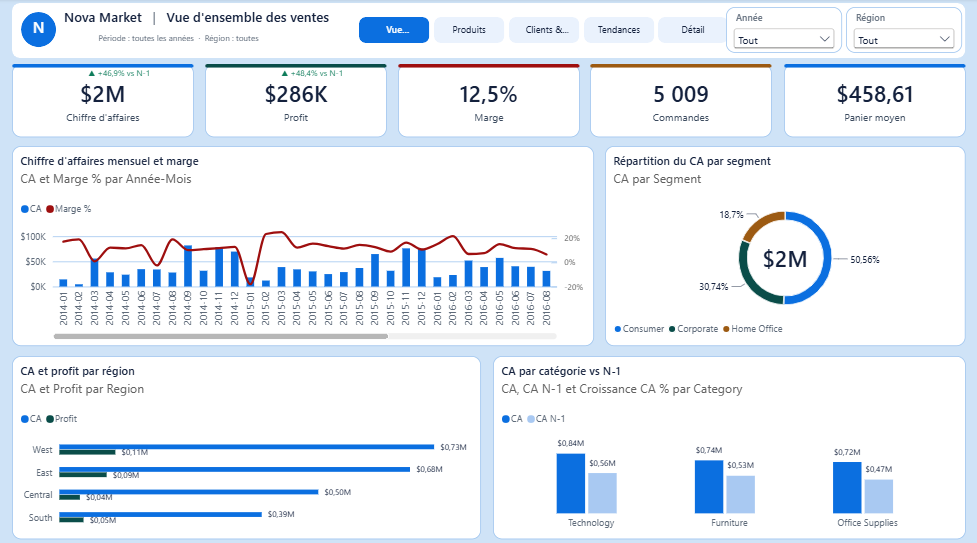 N
Nova Market | Vue d'ensemble des ventes
Période : toutes les années · Région : toutes
Vue...
Produits
Clients &...
Tendances
Détail
Année
Tout
Région
Tout
▲ +46,9% vs N-1
$2M
Chiffre d'affaires
▲ +48,4% vs N-1
$286K
Profit
12,5%
Marge
5 009
Commandes
$458,61
Panier moyen
Chiffre d'affaires mensuel et marge
CA et Marge % par Année-Mois
CA Marge %
$100K
$50K
$0K
20%
0%
-20%
2014-01
2014-02
2014-03
2014-04
2014-05
2014-06
2014-07
2014-08
2014-09
2014-10
2014-11
2014-12
2015-01
2015-02
2015-03
2015-04
2015-05
2015-06
2015-07
2015-08
2015-09
2015-10
2015-11
2015-12
2016-01
2016-02
2016-03
2016-04
2016-05
2016-06
2016-07
2016-08
Répartition du CA par segment
CA par Segment
18,7%
$2M
50,56%
30,74%
Consumer Corporate Home Office
CA et profit par région
CA et Profit par Region
CA Profit
West $0,73M
$0,11M
East $0,68M
$0,09M
Central $0,50M
$0,04M
South $0,39M
$0,05M
CA par catégorie vs N-1
CA, CA N-1 et Croissance CA % par Category
CA CA N-1
$0,84M
$0,56M
$0,74M
$0,53M
$0,72M
$0,47M
Technology
Furniture
Office Supplies